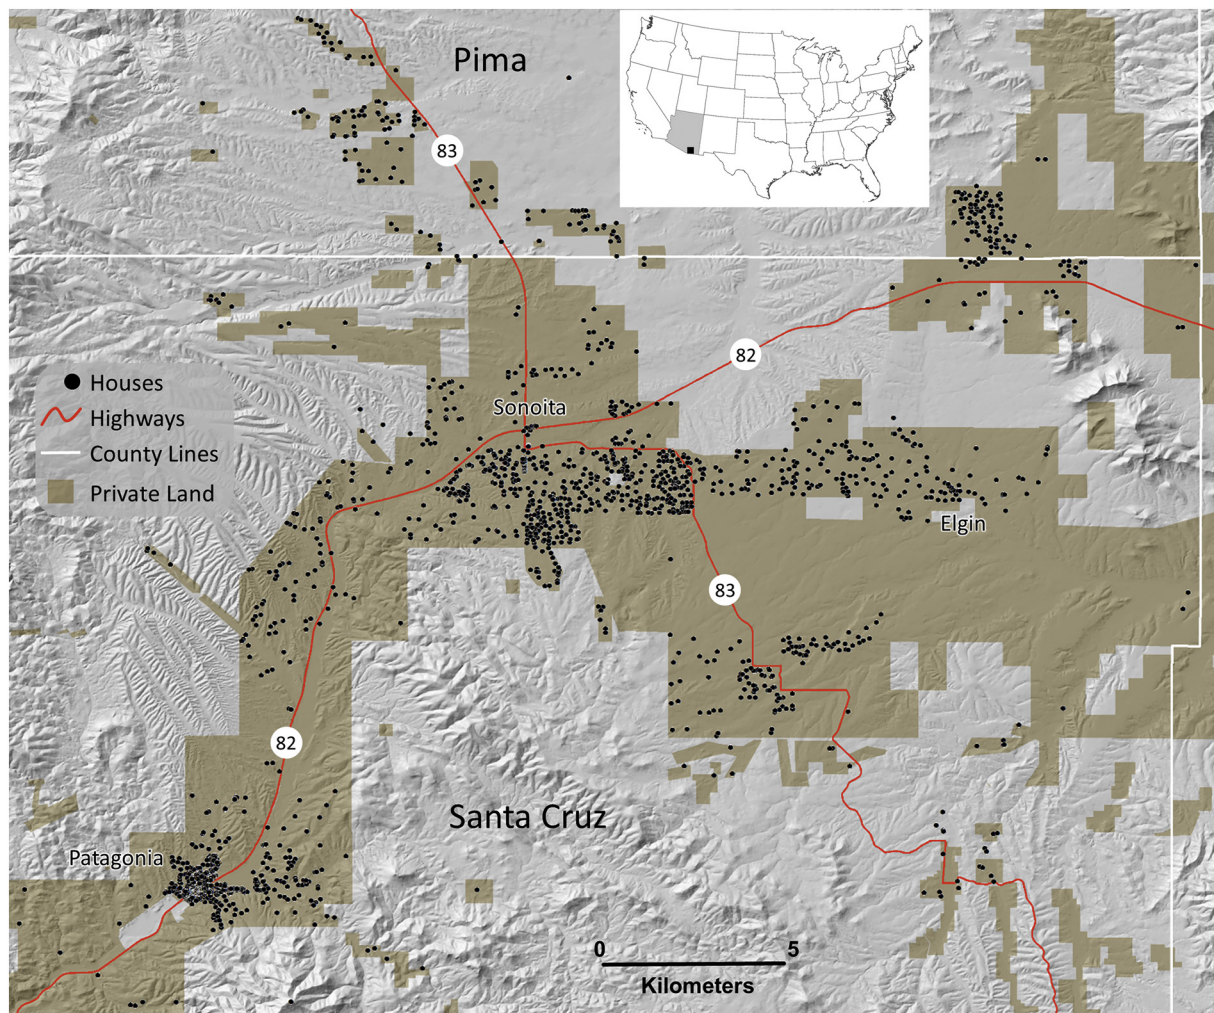 Pima
83
82
Sonoita
Houses
Highways
County Lines
Private Land
Elgin
83
82
Santa Cruz
Patagonia
0 5
Kilometers